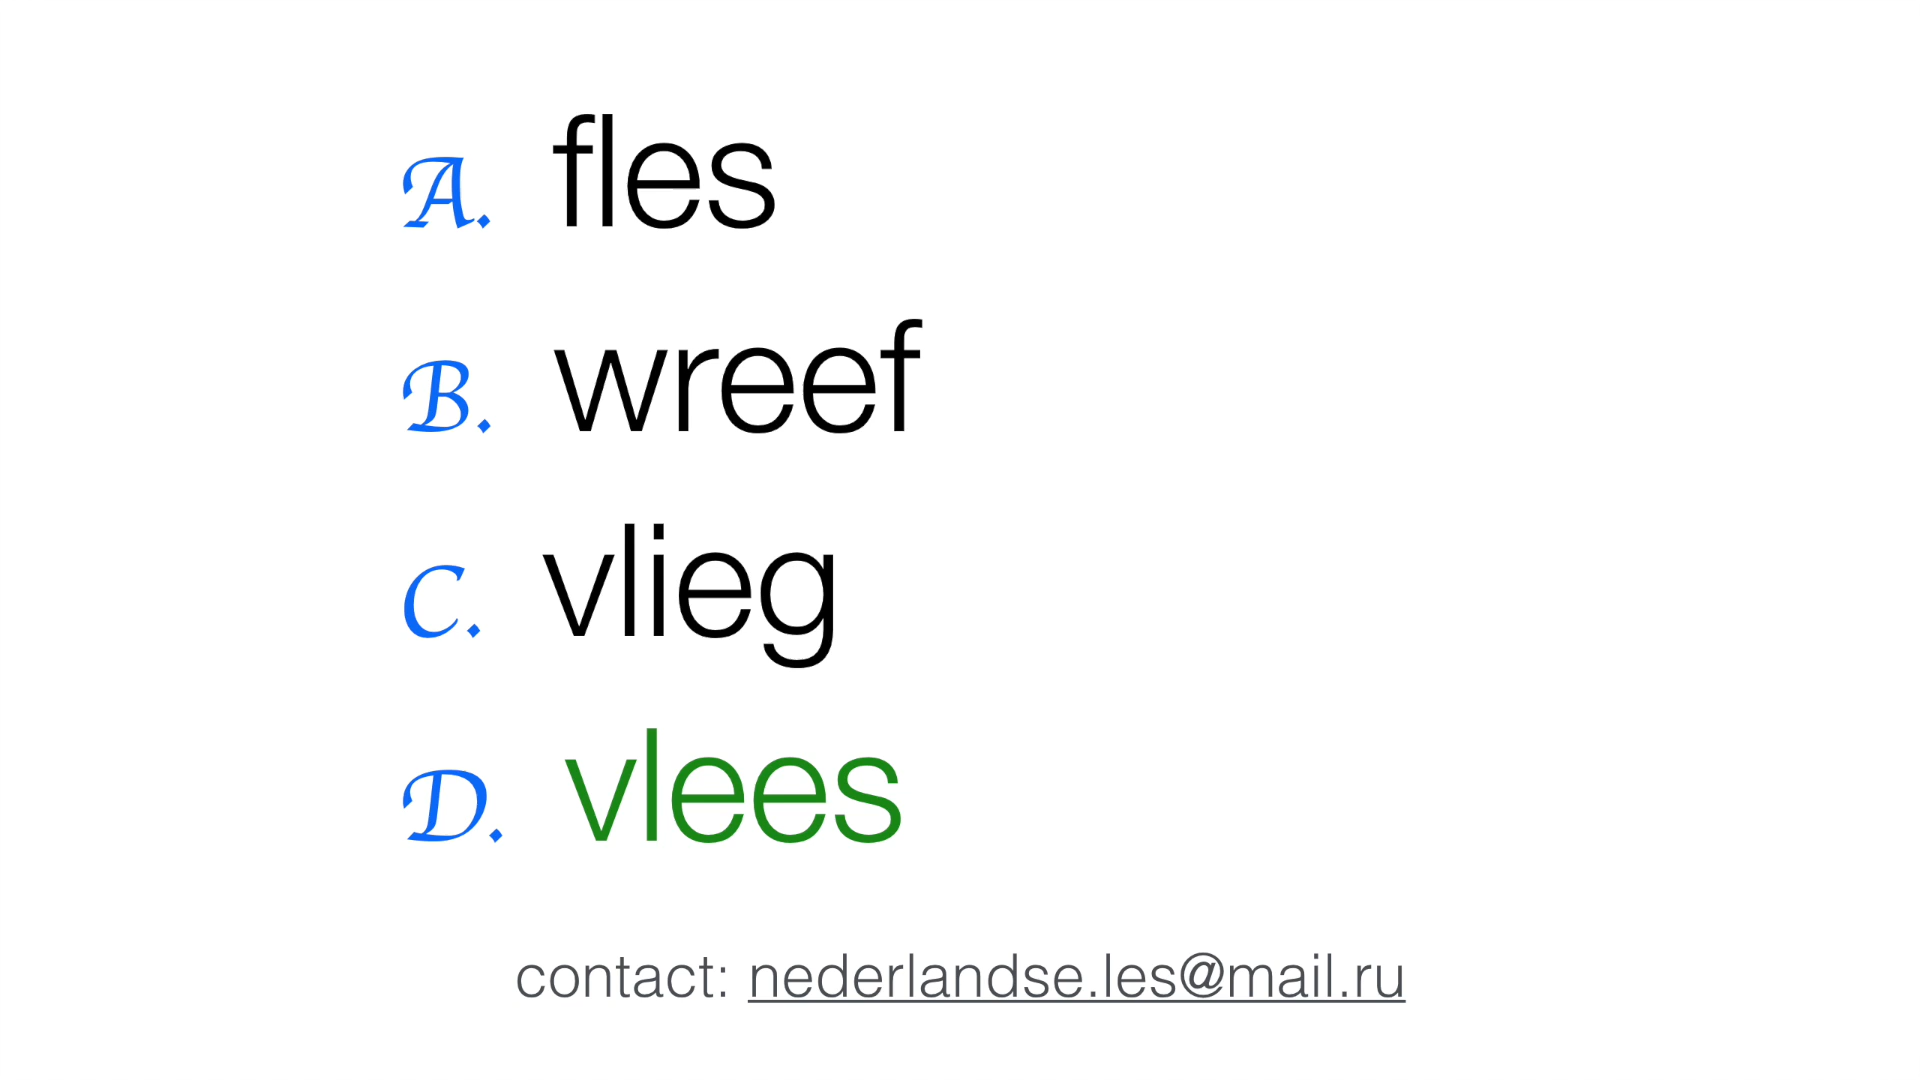 A. fles
B. wreef
C. vlieg
D. vlees
contact: nederlandse.les@mail.ru